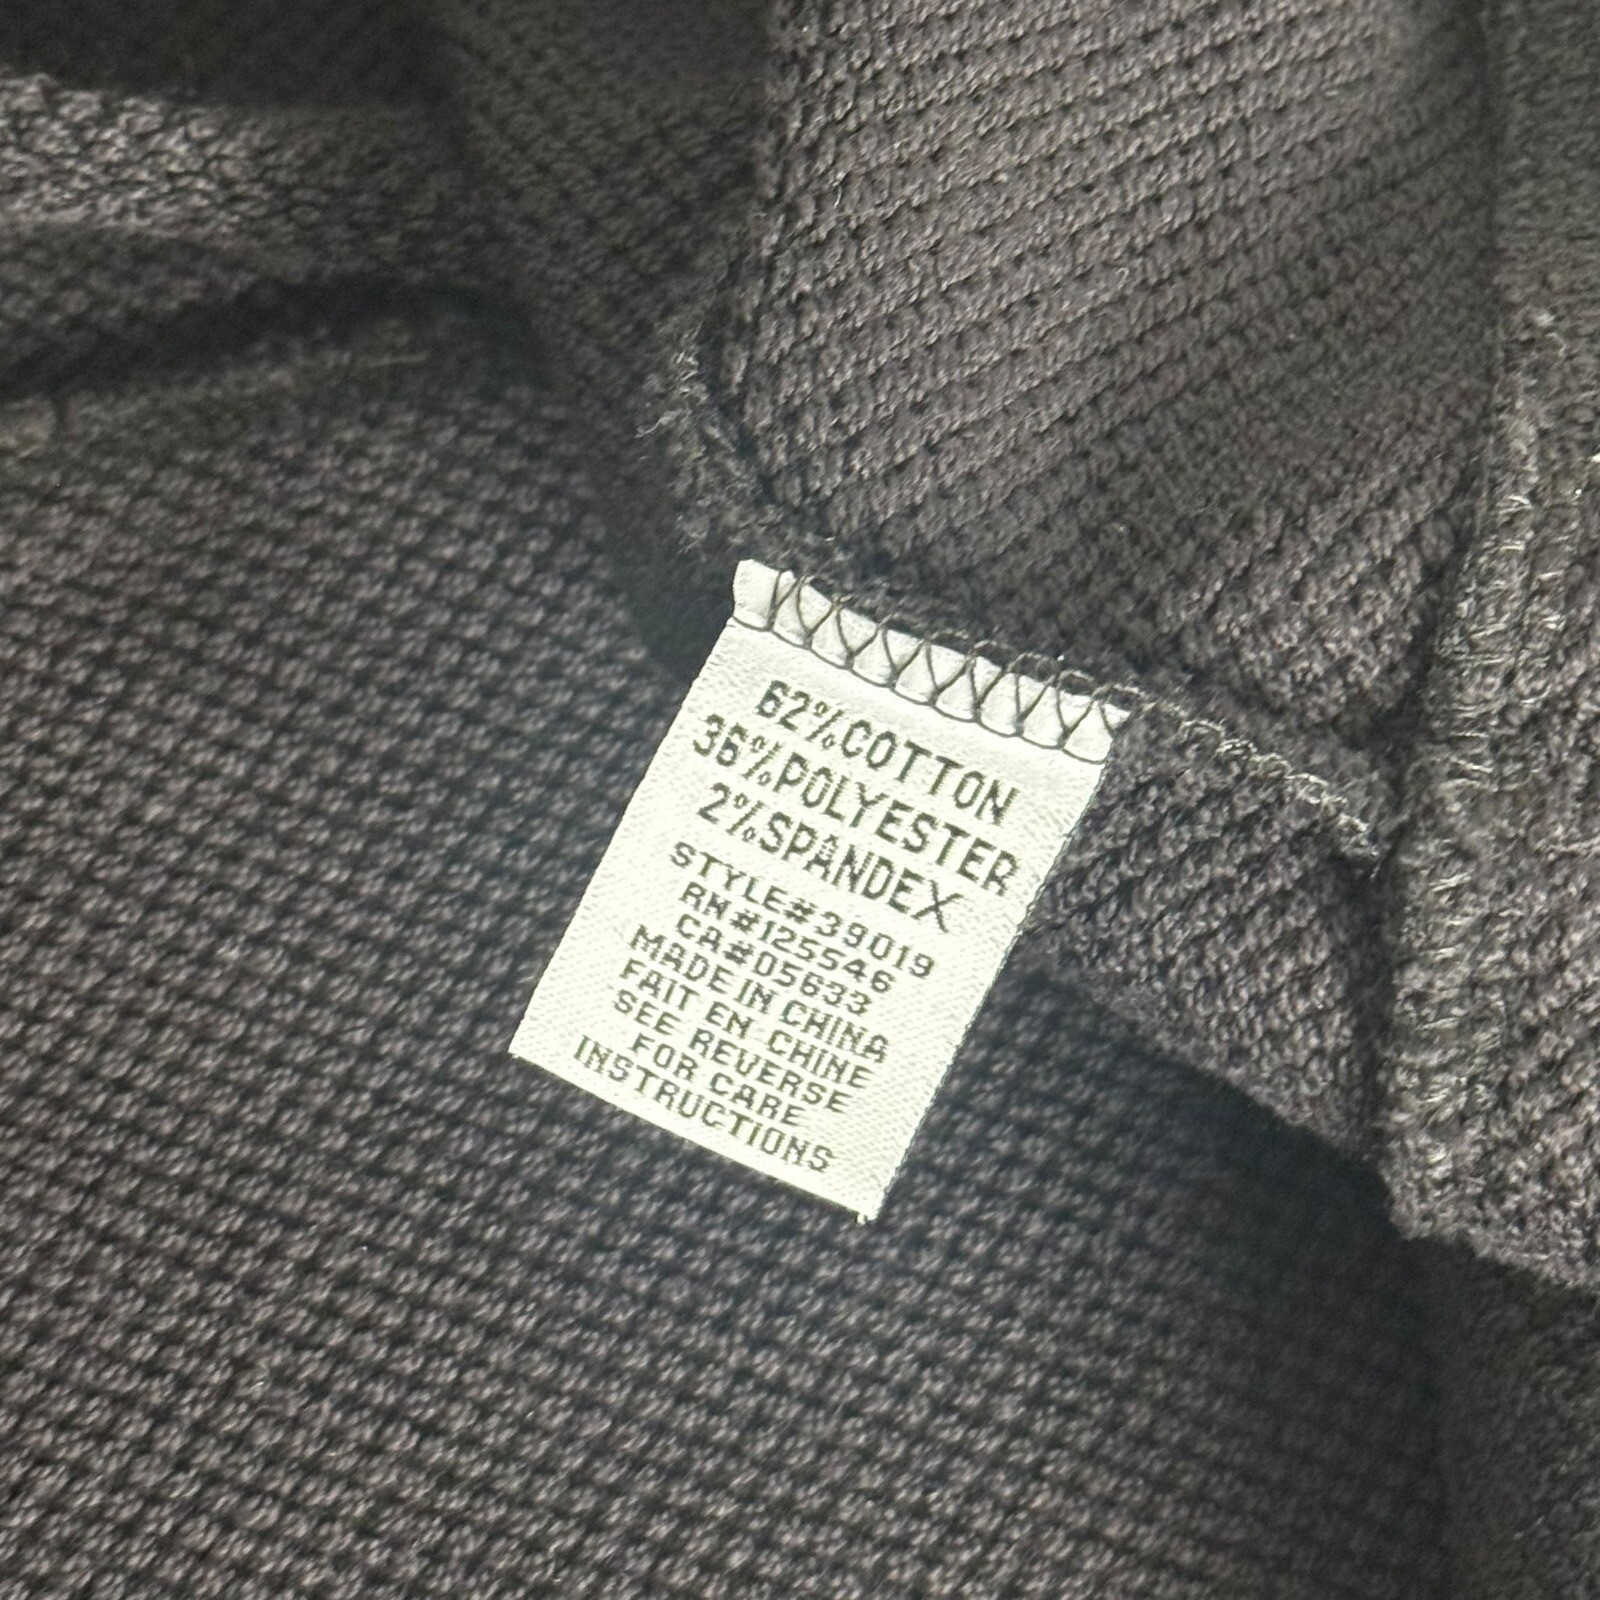 62%COTTON
36%POLYESTER
2%SPANDEX
STYLE#39019
RN#125546
CA#05633
MADE IN CHINA
FAIT EN CHINE
SEE REVERSE
FOR CARE
INSTRUCTIONS